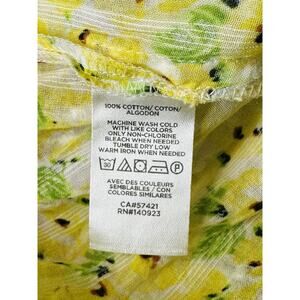 100% COTTON/ COTON/
ALGODON
MACHINE WASH COLD
WITH LIKE COLORS
ONLY NON-CHLORINE
BLEACH WHEN NEEDED
TUMBLE DRY LOW
WARM IRON WHEN NEEDED
30 P
AVEC DES COULEURS
SEMBLABLES / CON
COLORES SIMILARES
CA#57421
RN#140923